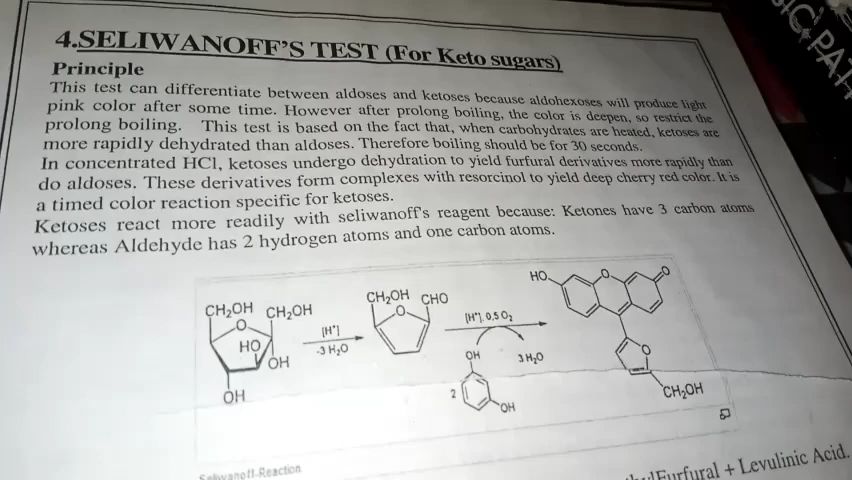 4.SELIWANOFF'S TEST (For Keto sugars)
Principle
This test can differentiate between aldoses and ketoses because aldohexoses will produce light
pink color after some time. However after prolong boiling, the color is deepen, so restrict the
prolong boiling. This test is based on the fact that, when carbohydrates are heated, ketoses are
more rapidly dehydrated than aldoses. Therefore boiling should be for 30 seconds.
In concentrated HCl, ketoses undergo dehydration to yield furfural derivatives more rapidly than
do aldoses. These derivatives form complexes with resorcinol to yield deep cherry red color. It is
a timed color reaction specific for ketoses.
Ketoses react more readily with seliwanoff's reagent because: Ketones have 3 carbon atoms
whereas Aldehyde has 2 hydrogen atoms and one carbon atoms.
CH₂OH CH₂OH
O
HO
OH
OH
[H⁺]
-3 H₂O
CH₂OH CHO
O
[H⁺], 0,5 O₂
3 H₂O
2
OH
OH
HO
O
O
O
CH₂OH
Seliwanoff-Reaction
Furfural + Levulinic Acid.